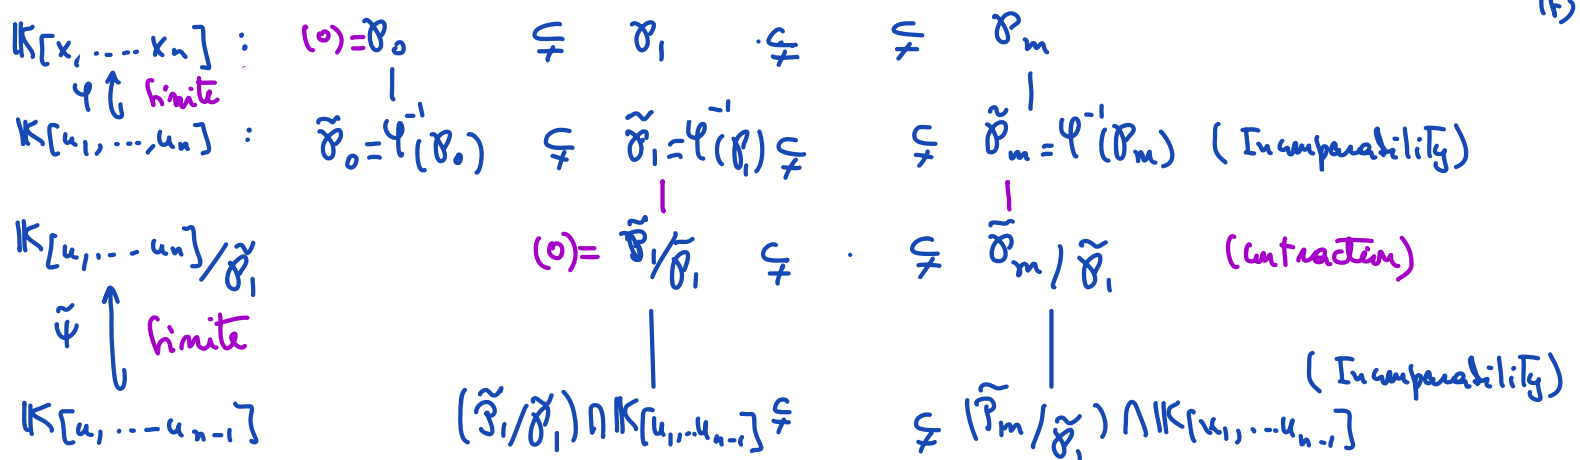 (F)
𝕂[x, .... xₙ] : (0)=𝒫₀ ⊊ 𝒫₁ ·⊊ ⊊ 𝒫ₘ
φ finite
𝕂[u₁,...,uₙ] : 𝒫̃₀=φ⁻¹(𝒫₀) ⊊ 𝒫̃₁=φ⁻¹(𝒫₁) ⊊ ⊊ 𝒫̃ₘ=φ⁻¹(𝒫ₘ) (Incomparability)
𝕂[u₁,...uₙ]/𝒫̃₁ (0)= 𝒫̃₁/𝒫̃₁ ⊊ · ⊊ 𝒫̃ₘ/𝒫̃₁ (contraction)
ψ̃ finite
(Incomparability)
𝕂[u₁,...uₙ₋₁] (𝒫̃₁/𝒫̃₁)∩𝕂[u₁,..uₙ₋₁] ⊊ ⊊ (𝒫̃ₘ/𝒫̃₁)∩𝕂[u₁,...uₙ₋₁]